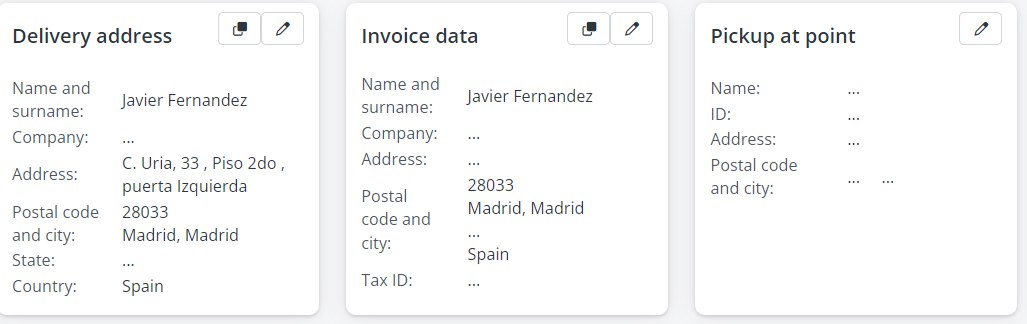 Delivery address
Name and
surname:
Javier Fernandez
Company:
...
Address:
C. Uria, 33 , Piso 2do ,
puerta Izquierda
Postal code
and city:
28033
Madrid, Madrid
State:
...
Country:
Spain
Invoice data
Name and
surname:
Javier Fernandez
Company:
...
Address:
...
Postal
code and
city:
28033
Madrid, Madrid
...
Spain
Tax ID:
...
Pickup at point
Name:
...
ID:
...
Address:
...
Postal code
and city:
... ...